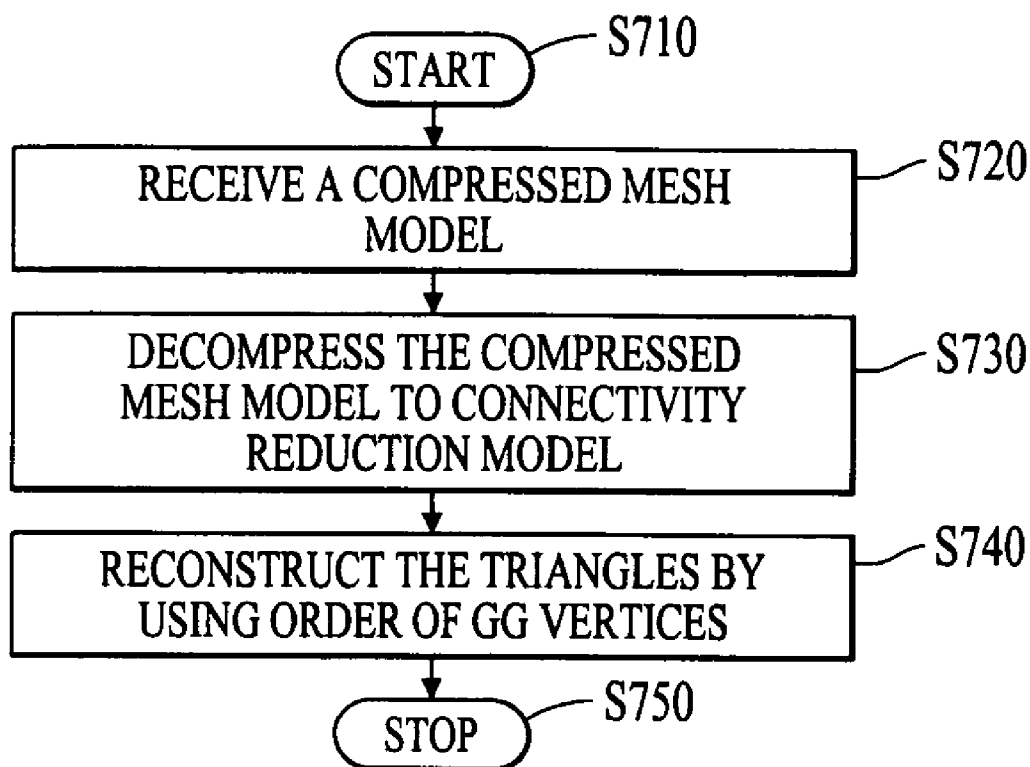 START
S710
RECEIVE A COMPRESSED MESH
MODEL
S720
DECOMPRESS THE COMPRESSED
MESH MODEL TO CONNECTIVITY
REDUCTION MODEL
S730
RECONSTRUCT THE TRIANGLES BY
USING ORDER OF GG VERTICES
S740
STOP
S750